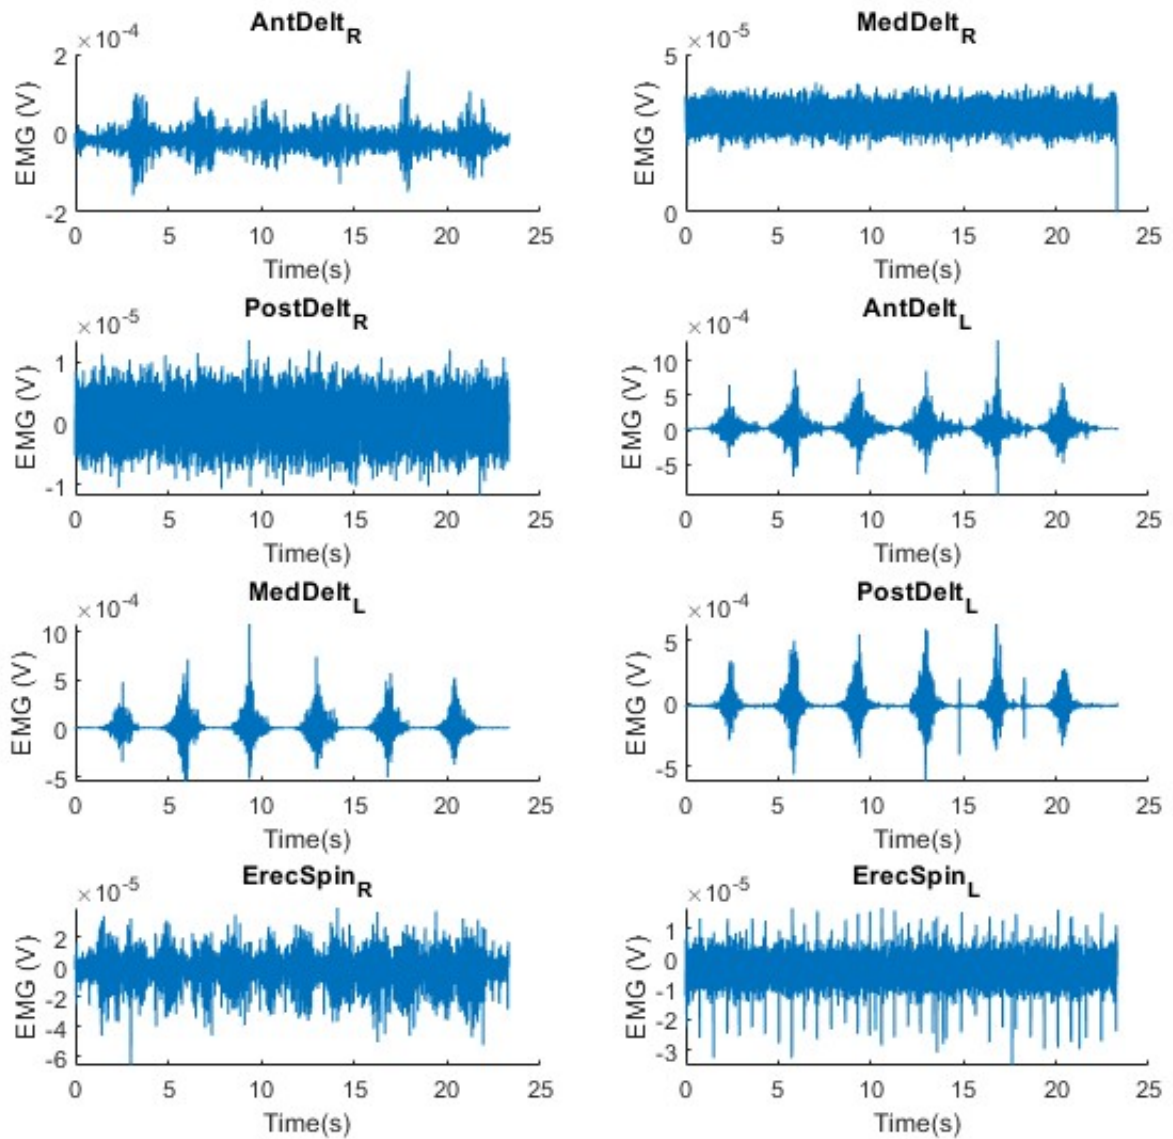 AntDelt_R
×10^-4
EMG (V)
2
0
-2
0 5 10 15 20 25
Time(s)
MedDelt_R
×10^-5
EMG (V)
5
0
0 5 10 15 20 25
Time(s)
PostDelt_R
×10^-5
EMG (V)
1
0
-1
0 5 10 15 20 25
Time(s)
AntDelt_L
×10^-4
EMG (V)
10
5
0
-5
0 5 10 15 20 25
Time(s)
MedDelt_L
×10^-4
EMG (V)
10
5
0
-5
0 5 10 15 20 25
Time(s)
PostDelt_L
×10^-4
EMG (V)
5
0
-5
0 5 10 15 20 25
Time(s)
ErecSpin_R
×10^-5
EMG (V)
2
0
-2
-4
-6
0 5 10 15 20 25
Time(s)
ErecSpin_L
×10^-5
EMG (V)
1
0
-1
-2
-3
0 5 10 15 20 25
Time(s)